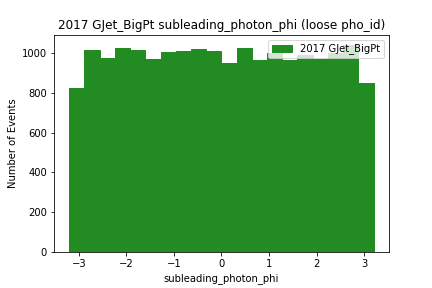 2017 GJet_BigPt subleading_photon_phi (loose pho_id)
2017 GJet_BigPt
Number of Events
1000
800
600
400
200
0
−3 −2 −1 0 1 2 3
subleading_photon_phi